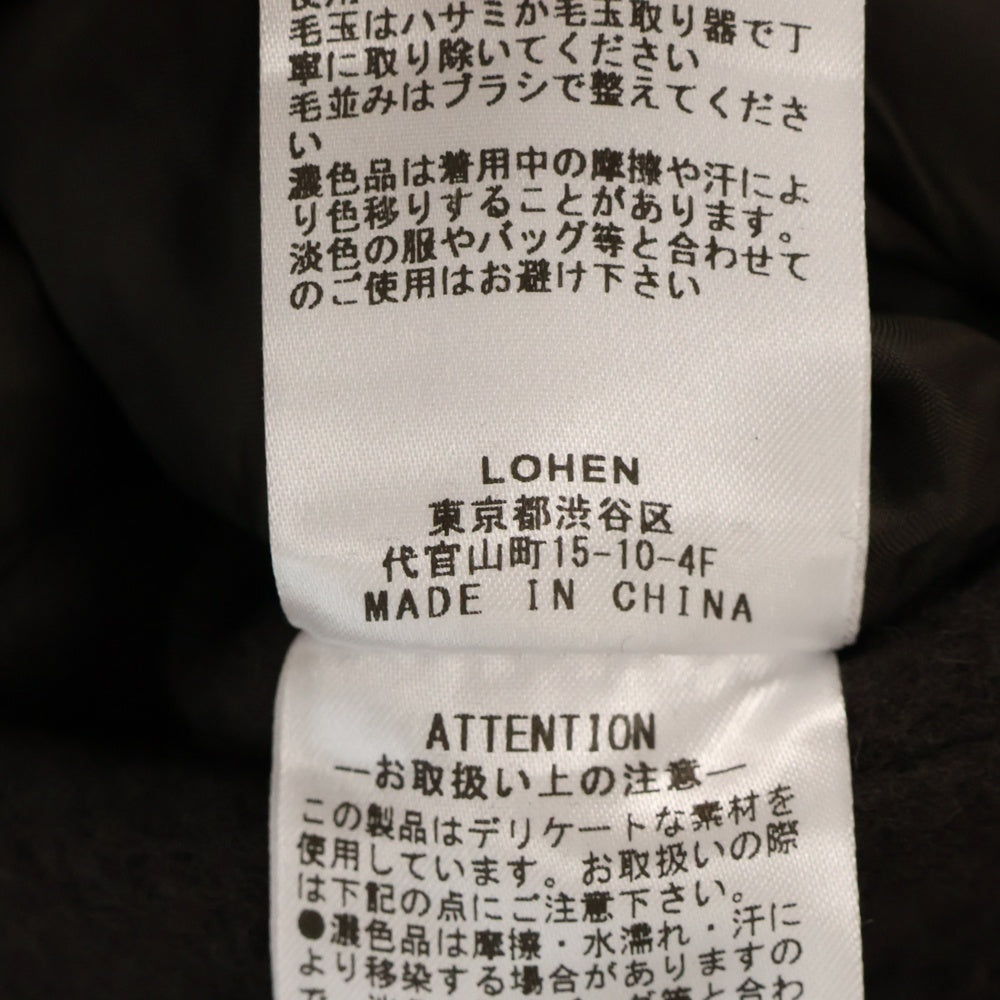 使用
毛玉はハサミか毛玉取り器で丁
寧に取り除いてください
毛並みはブラシで整えてくださ
い
濃色品は着用中の摩擦や汗によ
り色移りすることがあります。
淡色の服やバッグ等と合わせて
のご使用はお避け下さい
LOHEN
東京都渋谷区
代官山町15-10-4F
MADE IN CHINA
ATTENTION
―お取扱い上の注意―
この製品はデリケートな素材を
使用しています。お取扱いの際
は下記の点にご注意下さい。
●濃色品は摩擦・水濡れ・汗に
より移染する場合がありますの
グ等と合わ